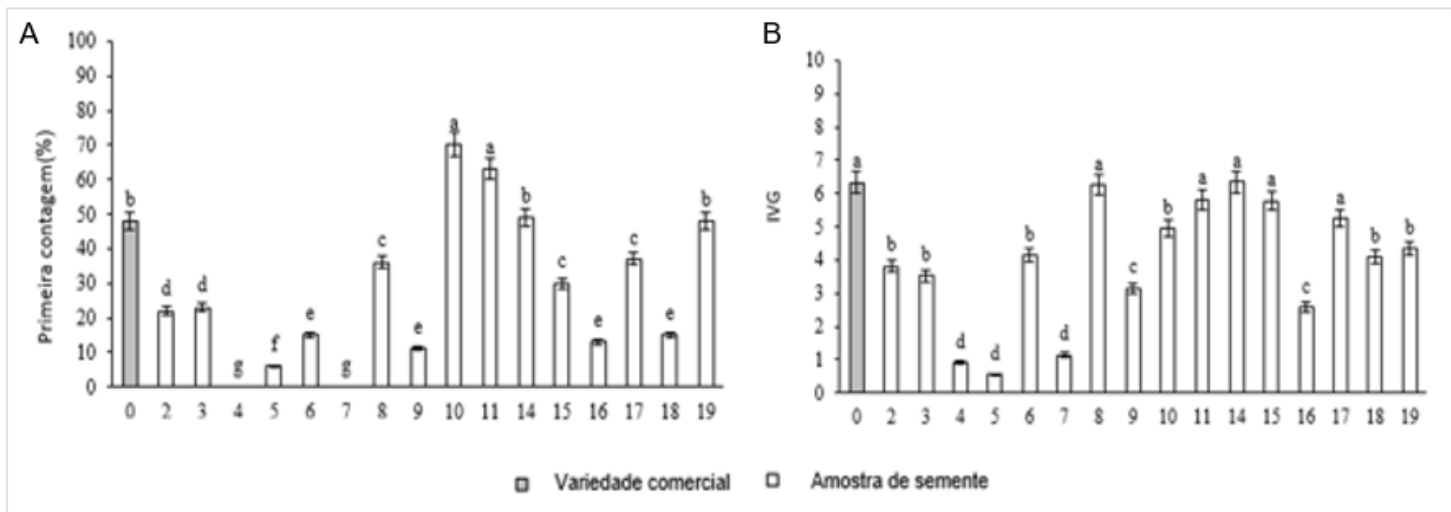 A
Primeira contagem(%)
100
90
80
70
60
50
40
30
20
10
0
b
d
d
g
f
e
g
c
e
a
a
b
c
e
c
e
b
0 2 3 4 5 6 7 8 9 10 11 14 15 16 17 18 19
B
IVG
10
9
8
7
6
5
4
3
2
1
0
a
b
b
d
d
b
d
a
c
b
a
a
a
c
a
b
b
0 2 3 4 5 6 7 8 9 10 11 14 15 16 17 18 19
Variedade comercial Amostra de semente